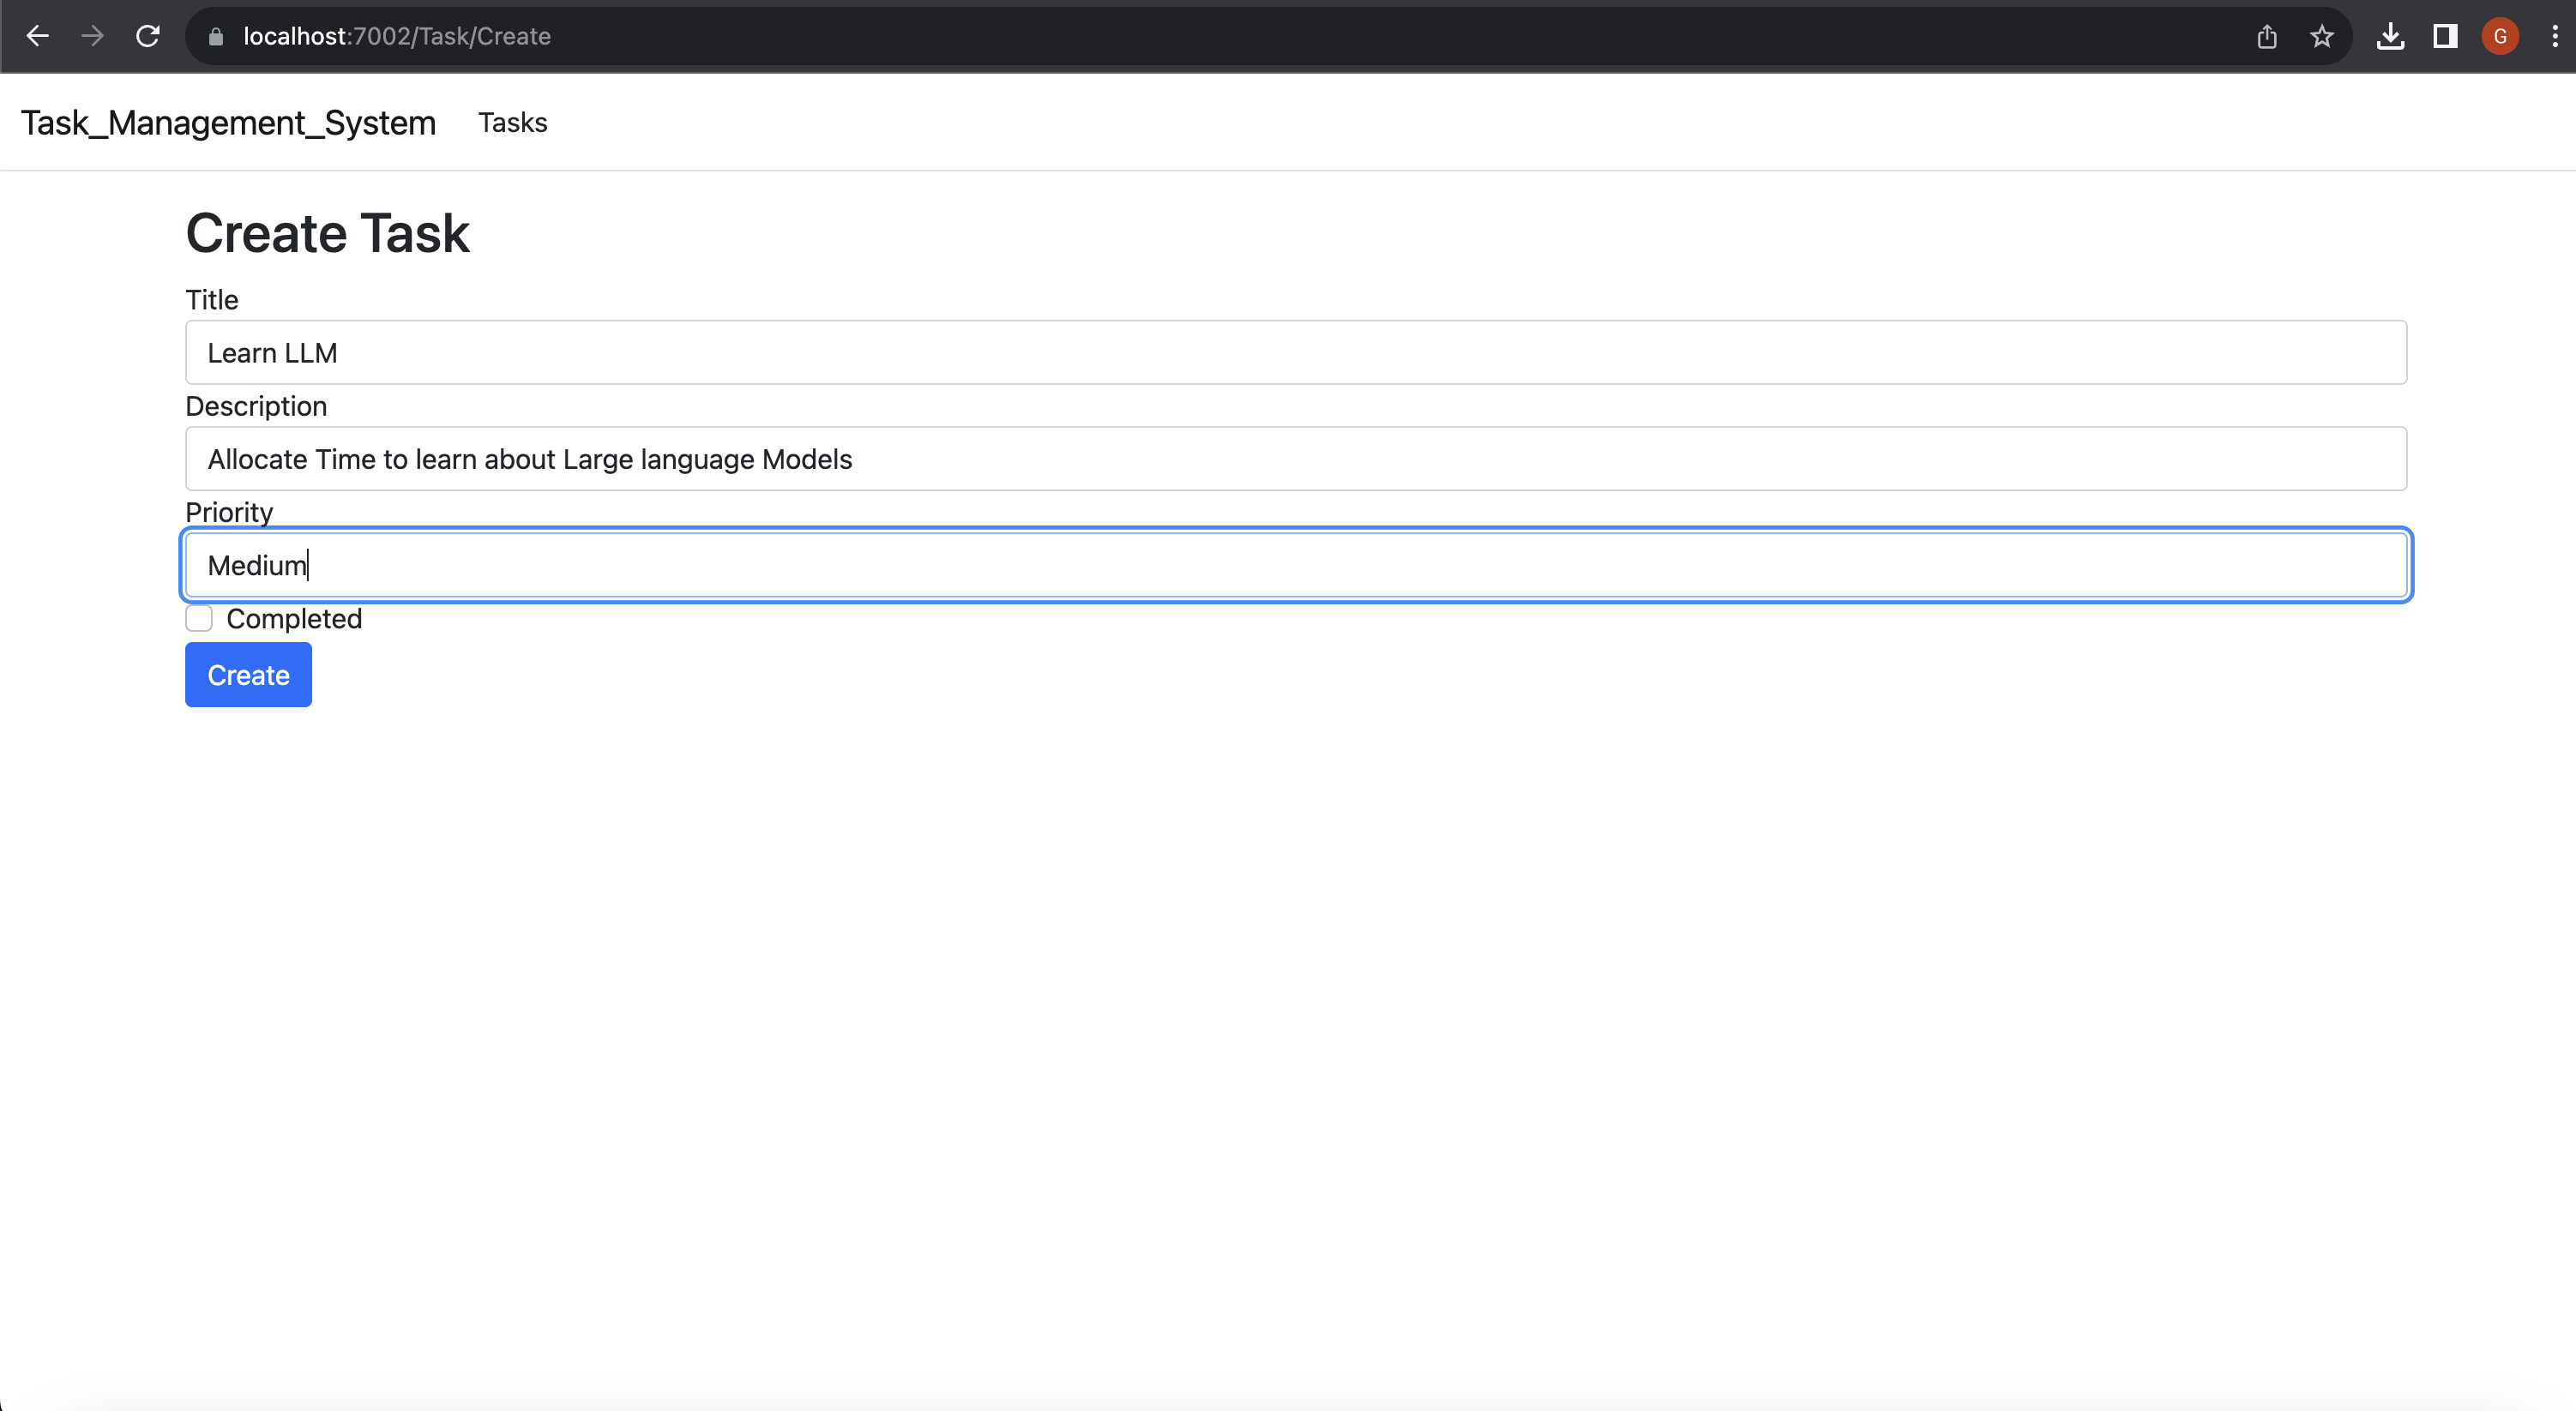 localhost:7002/Task/Create
G
Task_Management_System Tasks
Create Task
Title
Learn LLM
Description
Allocate Time to learn about Large language Models
Priority
Medium
Completed
Create